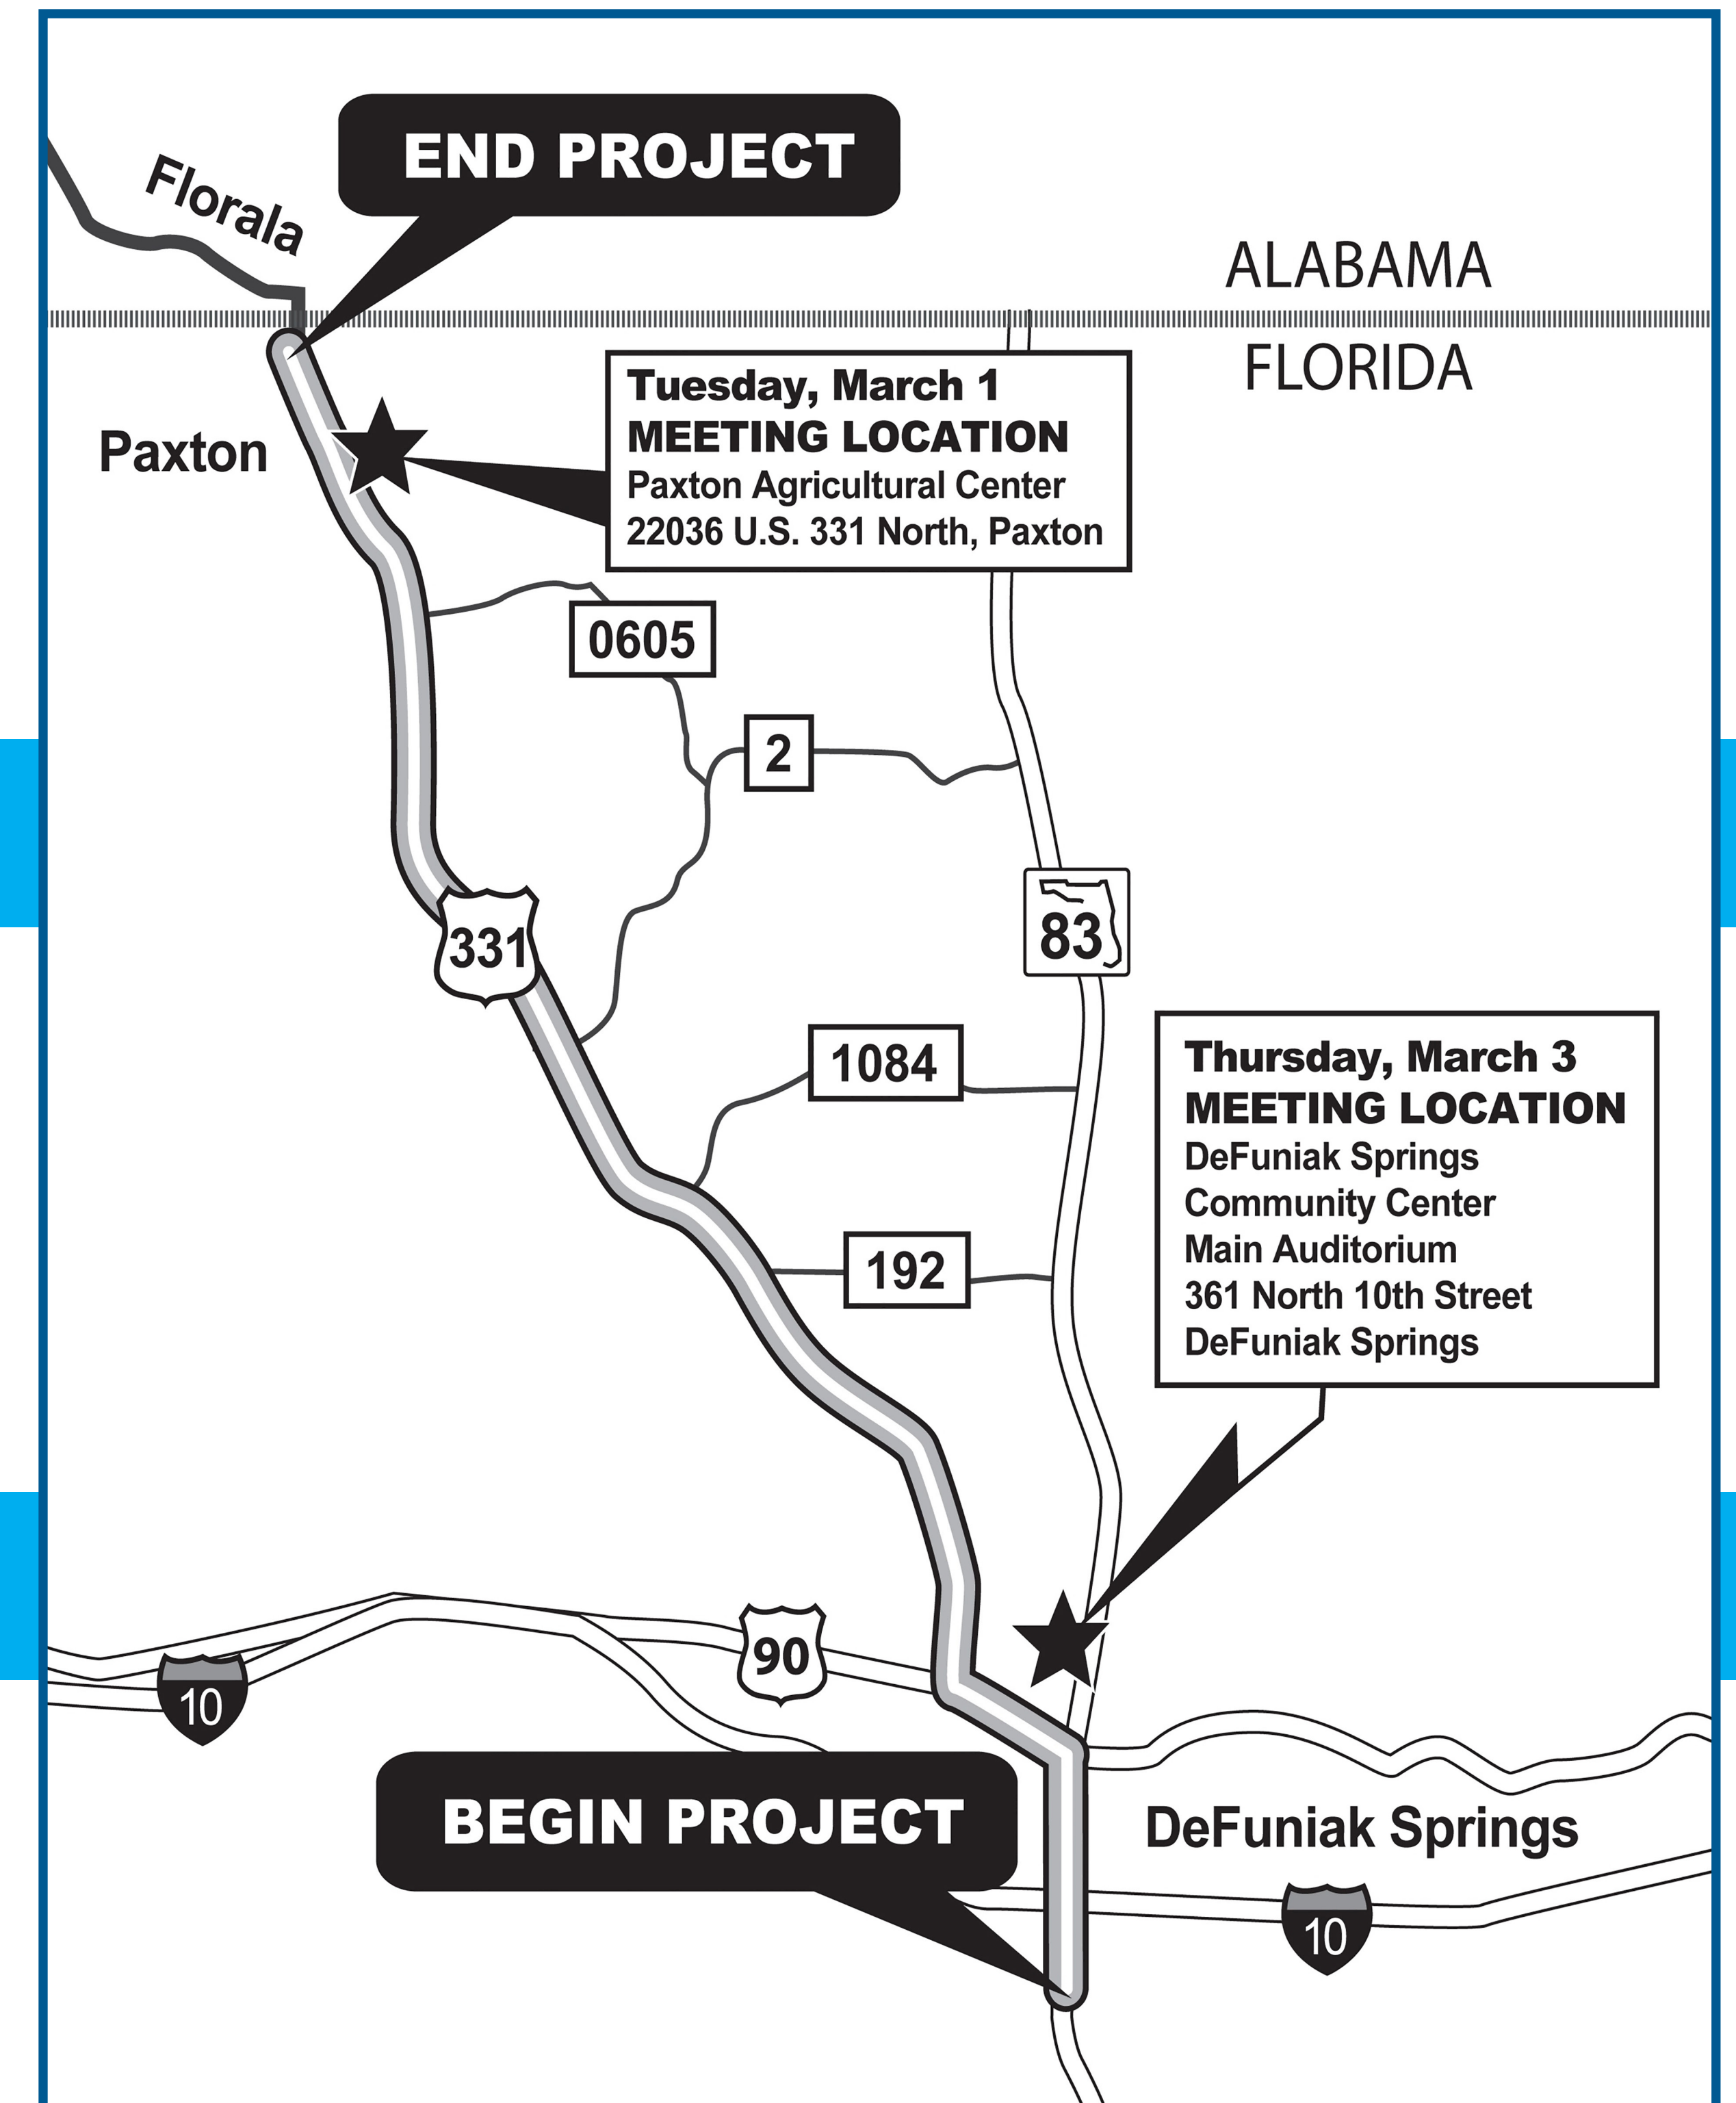 END PROJECT
Florala
ALABAMA
FLORIDA
Tuesday, March 1
MEETING LOCATION
Paxton Agricultural Center
22036 U.S. 331 North, Paxton
Paxton
0605
2
331
83
1084
Thursday, March 3
MEETING LOCATION
DeFuniak Springs
Community Center
Main Auditorium
361 North 10th Street
DeFuniak Springs
192
90
10
BEGIN PROJECT
DeFuniak Springs
10